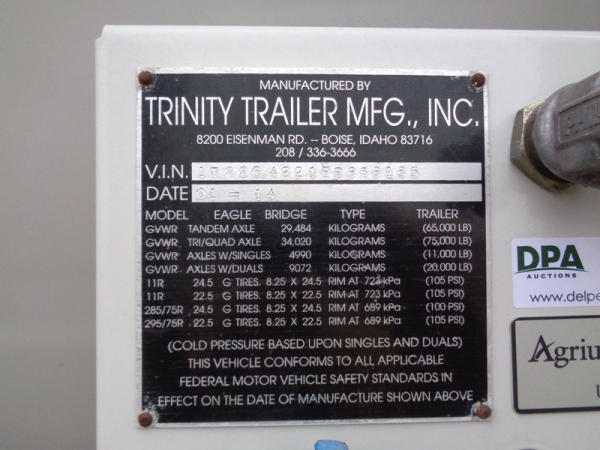 MANUFACTURED BY
TRINITY TRAILER MFG., INC.
8200 EISENMAN RD. -- BOISE, IDAHO 83716
208 / 336-3666
V.I.N.
DATE 01 - 14
MODEL EAGLE BRIDGE TYPE TRAILER
GVWR TANDEM AXLE 29,484 KILOGRAMS (65,000 LB)
GVWR TRI/QUAD AXLE 34,020 KILOGRAMS (75,000 LB)
GVWR AXLES W/SINGLES 4990 KILOGRAMS (11,000 LB)
GVWR AXLES W/DUALS 9072 KILOGRAMS (20,000 LB)
11R 24.5 G TIRES. 8.25 X 24.5 RIM AT 723 kPa (105 PSI)
11R 22.5 G TIRES. 8.25 X 22.5 RIM AT 723 kPa (105 PSI)
285/75R 24.5 G TIRES. 8.25 X 24.5 RIM AT 689 kPa (100 PSI)
295/75R 22.5 G TIRES. 8.25 X 22.5 RIM AT 689 kPa (105 PSI)
(COLD PRESSURE BASED UPON SINGLES AND DUALS)
THIS VEHICLE CONFORMS TO ALL APPLICABLE
FEDERAL MOTOR VEHICLE SAFETY STANDARDS IN
EFFECT ON THE DATE OF MANUFACTURE SHOWN ABOVE
DPA
AUCTIONS
www.delpe
Agriu